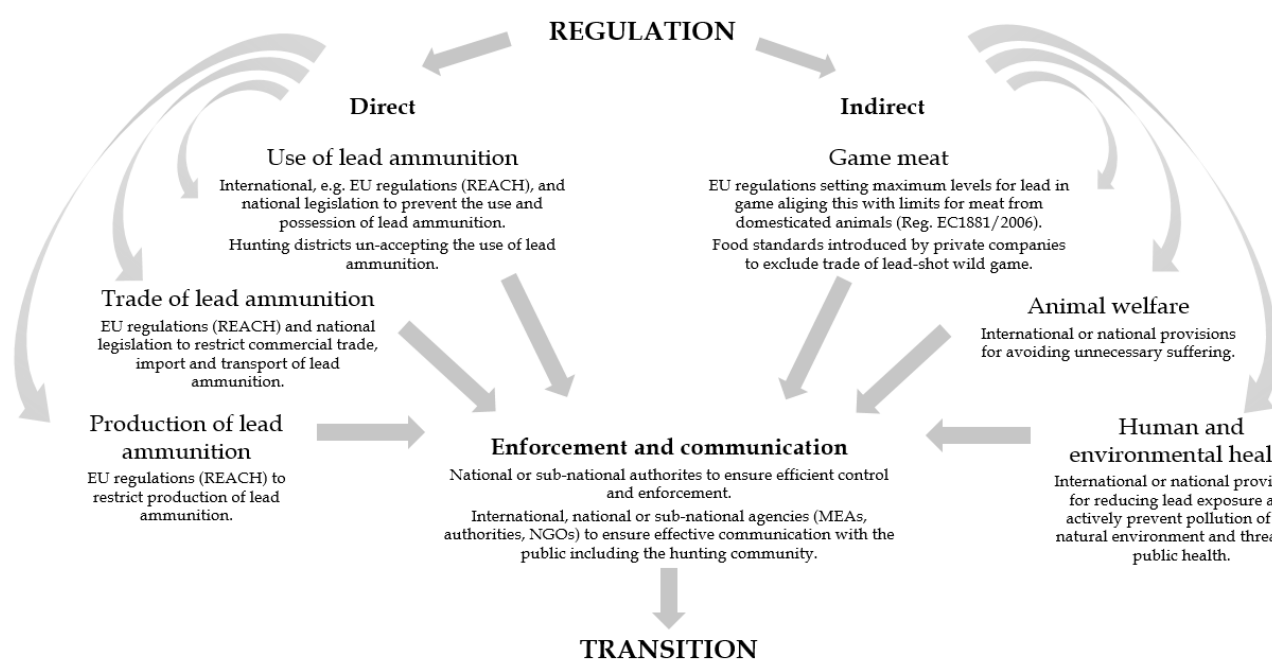 REGULATION
Direct
Use of lead ammunition
International, e.g. EU regulations (REACH), and
national legislation to prevent the use and
possession of lead ammunition.
Hunting districts un-accepting the use of lead
ammunition.
Trade of lead ammunition
EU regulations (REACH) and national
legislation to restrict commercial trade,
import and transport of lead
ammunition.
Production of lead
ammunition
EU regulations (REACH) to
restrict production of lead
ammunition.
Indirect
Game meat
EU regulations setting maximum levels for lead in
game aliging this with limits for meat from
domesticated animals (Reg. EC1881/2006).
Food standards introduced by private companies
to exclude trade of lead-shot wild game.
Animal welfare
International or national provisions
for avoiding unnecessary suffering.
Human and
environmental
International or national
for reducing lead exposure
actively prevent pollution of
natural environment and
public health.
Enforcement and communication
National or sub-national authorites to ensure efficient control
and enforcement.
International, national or sub-national agencies (MEAs,
authorities, NGOs) to ensure effective communication with the
public including the hunting community.
TRANSITION